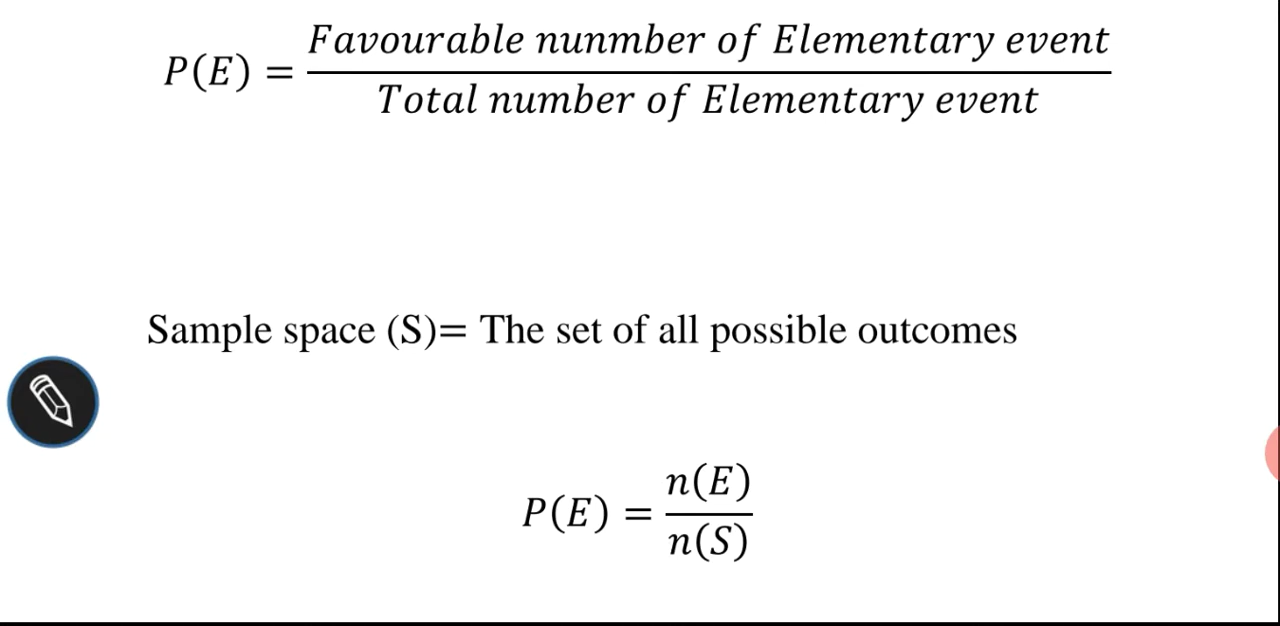 P(E) = Favourable nunmber of Elementary event / Total number of Elementary event
Sample space (S)= The set of all possible outcomes
P(E) = n(E) / n(S)